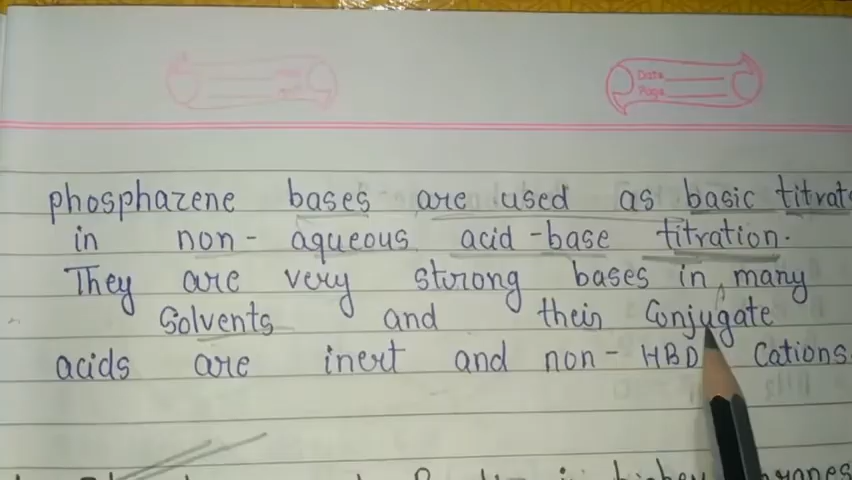 Date
Page
phosphazene bases are used as basic titrat
in non-aqueous acid-base titration.
They are very strong bases in many
Solvents and their Conjugate
acids are inert and non-HBD Cations